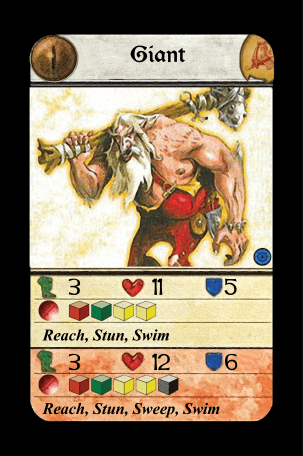 Giant
3 11 5
Reach, Stun, Swim
3 12 6
Reach, Stun, Sweep, Swim